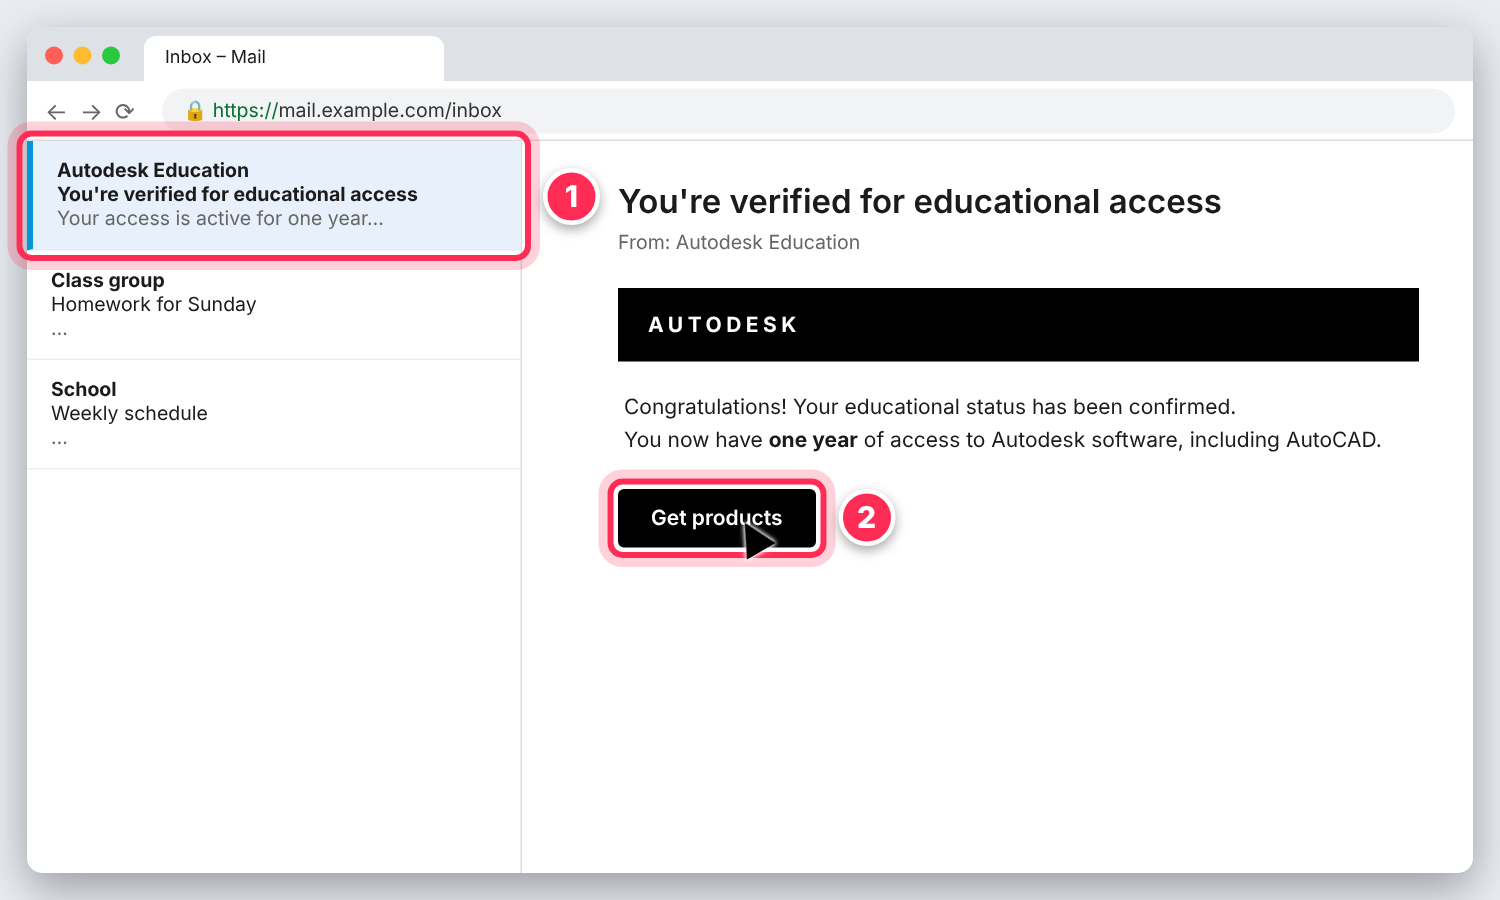 Inbox – Mail
https://mail.example.com/inbox
Autodesk Education
You're verified for educational access
Your access is active for one year...
1
Class group
Homework for Sunday
...
School
Weekly schedule
...
You're verified for educational access
From: Autodesk Education
AUTODESK
Congratulations! Your educational status has been confirmed.
You now have one year of access to Autodesk software, including AutoCAD.
Get products
2